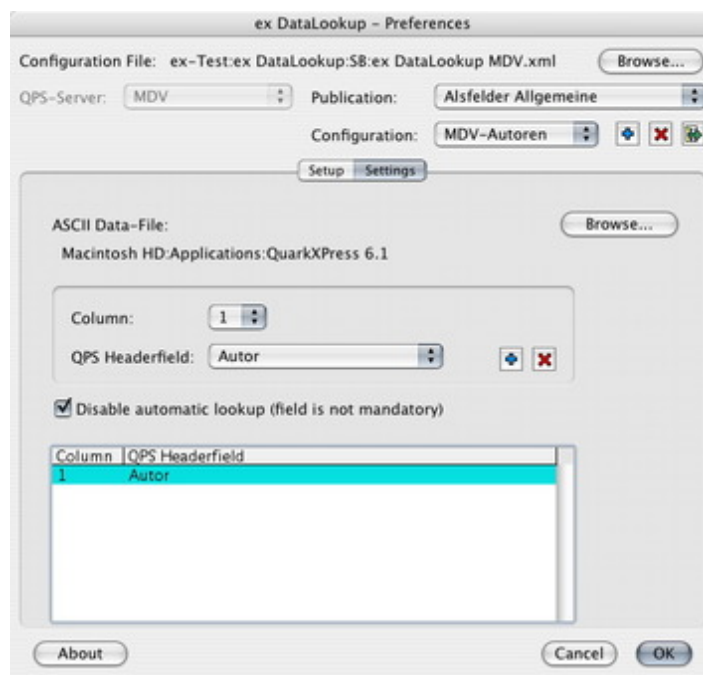 ex DataLookup – Preferences
Configuration File: ex-Test:ex DataLookup:SB:ex DataLookup MDV.xml Browse...
QPS-Server: MDV Publication: Alsfelder Allgemeine
Configuration: MDV-Autoren
Setup Settings
ASCII Data-File: Browse...
Macintosh HD:Applications:QuarkXPress 6.1
Column: 1
QPS Headerfield: Autor
Disable automatic lookup (field is not mandatory)
Column QPS Headerfield
1 Autor
About Cancel OK